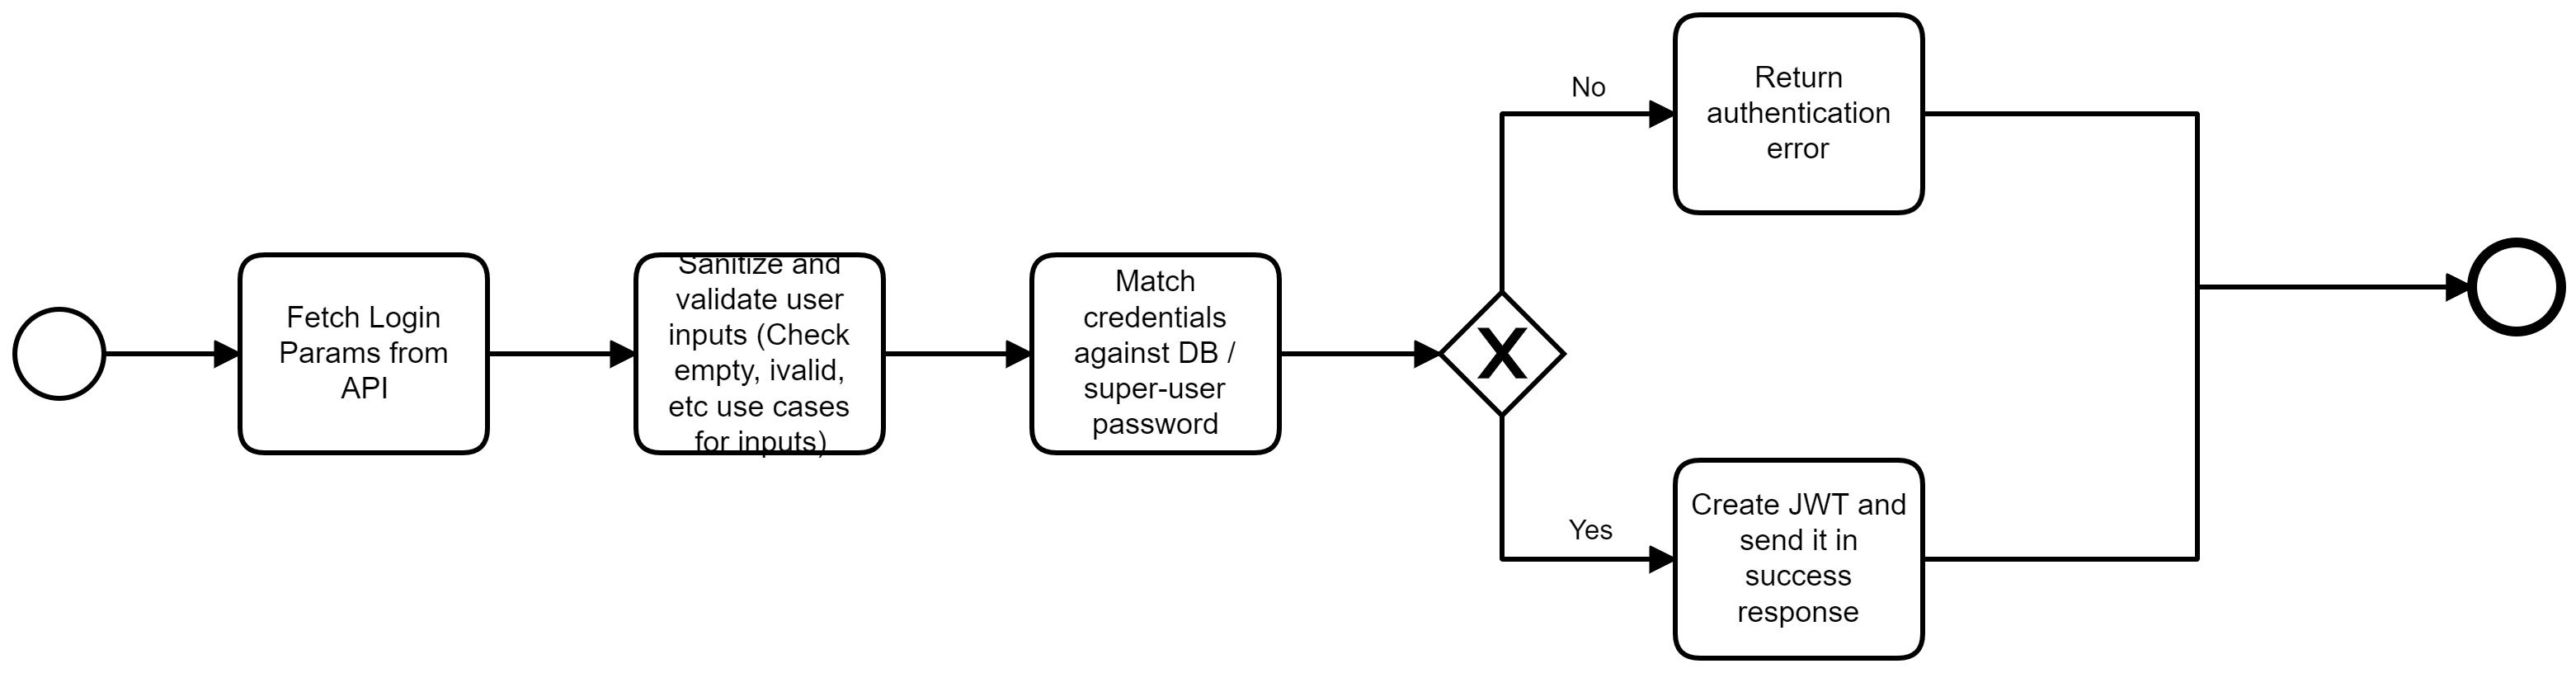 Fetch Login
Params from
API
Sanitize and
validate user
inputs (Check
empty, ivalid,
etc use cases
for inputs)
Match
credentials
against DB /
super-user
password
X
No
Return
authentication
error
Yes
Create JWT and
send it in
success
response